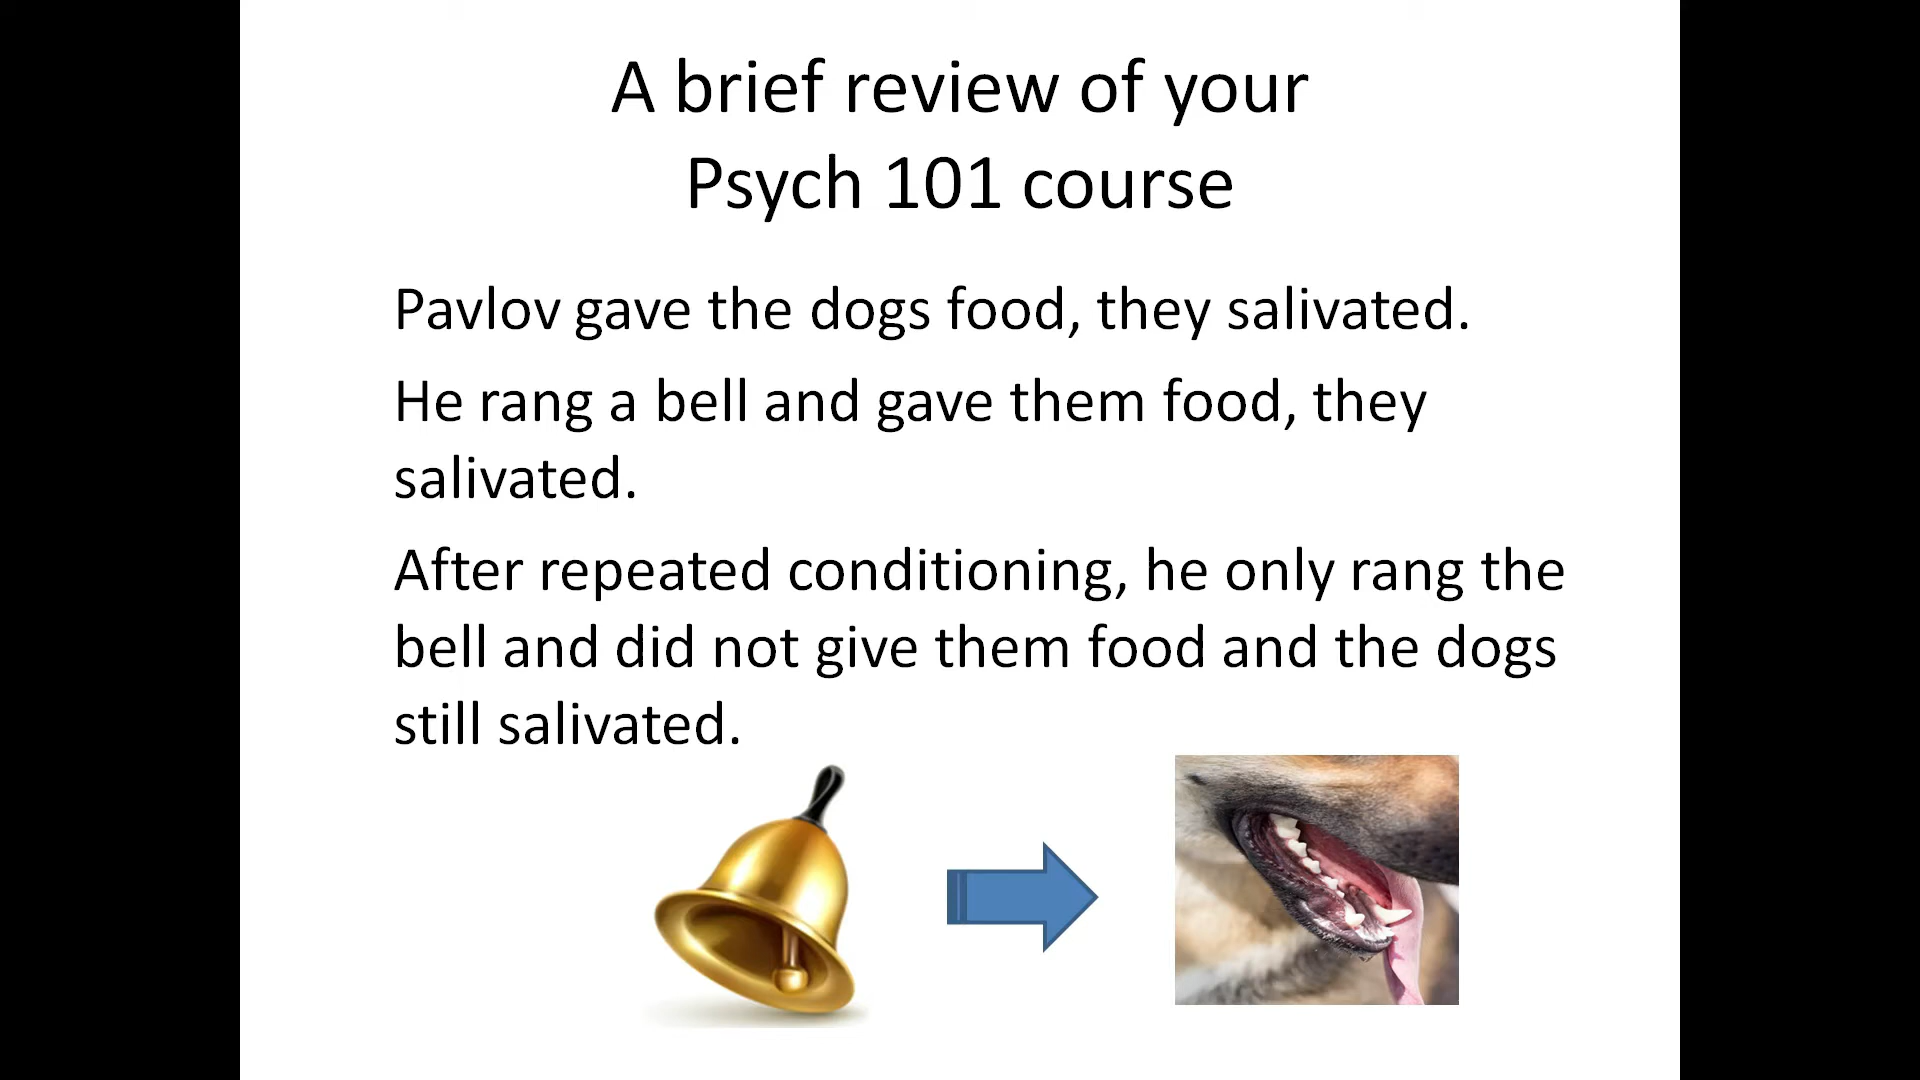 A brief review of your
Psych 101 course
Pavlov gave the dogs food, they salivated.
He rang a bell and gave them food, they
salivated.
After repeated conditioning, he only rang the
bell and did not give them food and the dogs
still salivated.